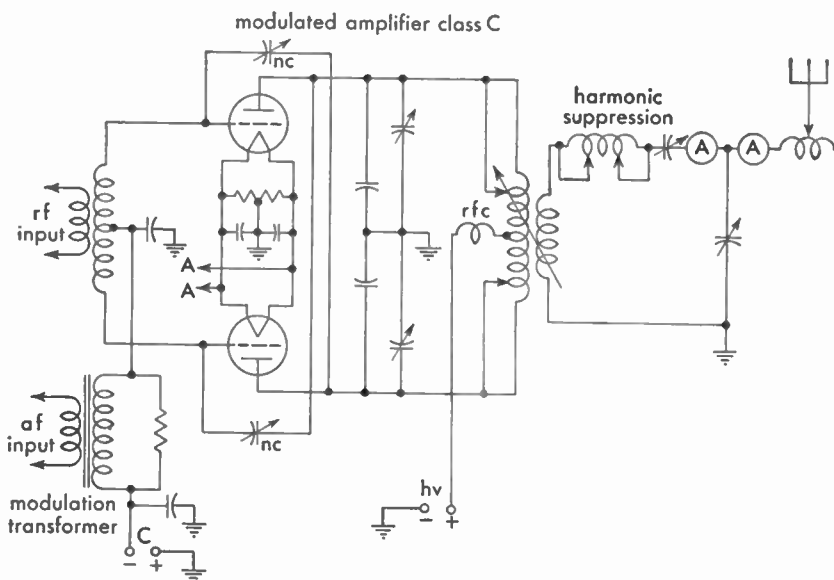 modulated amplifier class C
nc
harmonic
suppression
A
A
rf
input
rfc
A
A
af
input
nc
modulation
transformer
hv
- +
C
- +